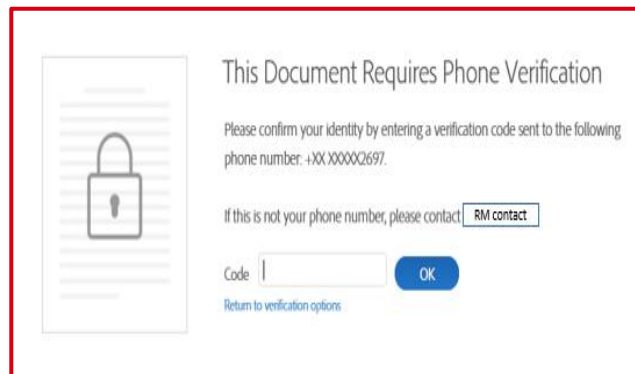 This Document Requires Phone Verification
Please confirm your identity by entering a verification code sent to the following
phone number: +XX XXXXX2697.
If this is not your phone number, please contact RM contact
Code OK
Return to verification options